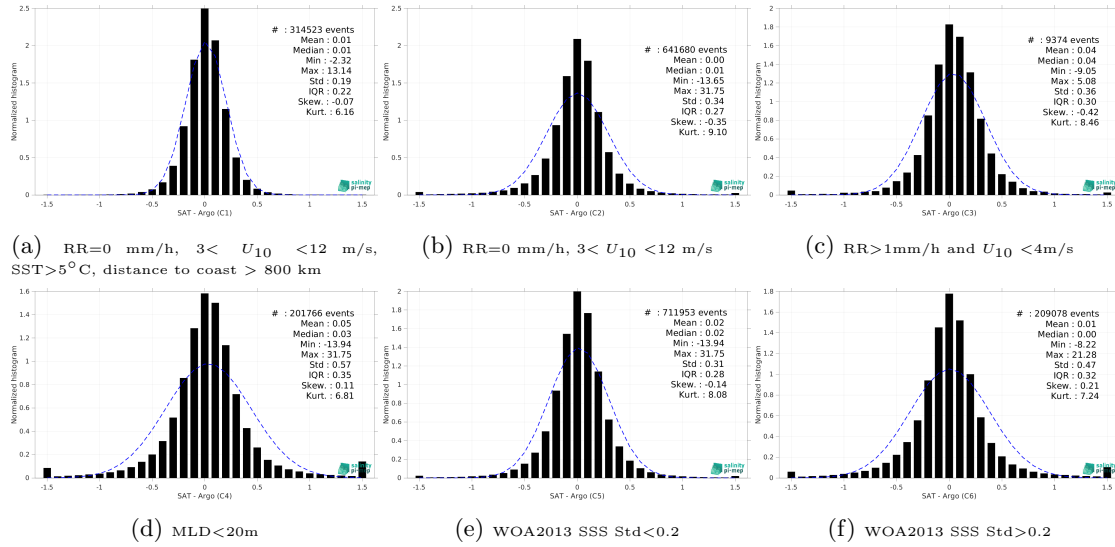 2.5
2
1.5
1
0.5
0
Normalized histogram
-1.5 -1 -0.5 0 0.5 1 1.5
SAT - Argo (C1)
# : 314523 events
Mean : 0.01
Median : 0.01
Min : -2.32
Max : 13.14
Std : 0.19
IQR : 0.22
Skew. : -0.07
Kurt. : 6.16
salinity
pi-mep
(a) RR=0 mm/h, 3< U10 <12 m/s,
SST>5°C, distance to coast > 800 km
2.5
2
1.5
1
0.5
0
Normalized histogram
-1.5 -1 -0.5 0 0.5 1 1.5
SAT - Argo (C2)
# : 641680 events
Mean : 0.00
Median : 0.01
Min : -13.65
Max : 31.75
Std : 0.34
IQR : 0.27
Skew. : -0.35
Kurt. : 9.10
salinity
pi-mep
(b) RR=0 mm/h, 3< U10 <12 m/s
2
1.8
1.6
1.4
1.2
1
0.8
0.6
0.4
0.2
0
Normalized histogram
-1.5 -1 -0.5 0 0.5 1 1.5
SAT - Argo (C3)
# : 9374 events
Mean : 0.04
Median : 0.04
Min : -9.05
Max : 5.08
Std : 0.36
IQR : 0.30
Skew. : -0.42
Kurt. : 8.46
salinity
pi-mep
(c) RR>1mm/h and U10 <4m/s
1.6
1.4
1.2
1
0.8
0.6
0.4
0.2
0
Normalized histogram
-1.5 -1 -0.5 0 0.5 1 1.5
SAT - Argo (C4)
# : 201766 events
Mean : 0.05
Median : 0.03
Min : -13.94
Max : 31.75
Std : 0.57
IQR : 0.35
Skew. : 0.11
Kurt. : 6.81
salinity
pi-mep
(d) MLD<20m
2
1.8
1.6
1.4
1.2
1
0.8
0.6
0.4
0.2
0
Normalized histogram
-1.5 -1 -0.5 0 0.5 1 1.5
SAT - Argo (C5)
# : 711953 events
Mean : 0.02
Median : 0.02
Min : -13.94
Max : 31.75
Std : 0.31
IQR : 0.28
Skew. : -0.14
Kurt. : 8.08
salinity
pi-mep
(e) WOA2013 SSS Std<0.2
1.8
1.6
1.4
1.2
1
0.8
0.6
0.4
0.2
0
Normalized histogram
-1.5 -1 -0.5 0 0.5 1 1.5
SAT - Argo (C6)
# : 209078 events
Mean : 0.01
Median : 0.00
Min : -8.22
Max : 21.28
Std : 0.47
IQR : 0.32
Skew. : 0.21
Kurt. : 7.24
salinity
pi-mep
(f) WOA2013 SSS Std>0.2